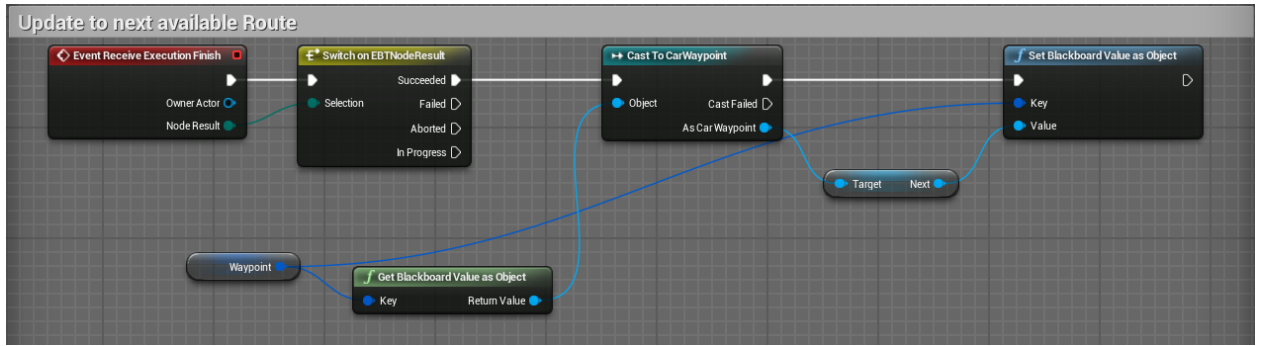 Update to next available Route
Event Receive Execution Finish
Owner Actor
Node Result
Switch on EBTNodeResult
Succeeded
Selection
Failed
Aborted
In Progress
Cast To CarWaypoint
Object
Cast Failed
As Car Waypoint
Set Blackboard Value as Object
Key
Value
Target
Next
Waypoint
f Get Blackboard Value as Object
Key
Return Value